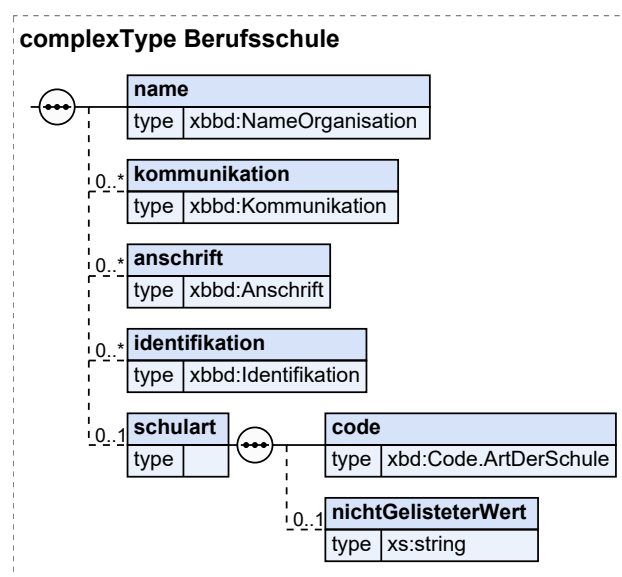 complexType Berufsschule
name
type xbbd:NameOrganisation
0..* kommunikation
type xbbd:Kommunikation
0..* anschrift
type xbbd:Anschrift
0..* identifikation
type xbbd:Identifikation
0..1 schulart code
type type xbd:Code.ArtDerSchule
0..1 nichtGelisteterWert
type xs:string